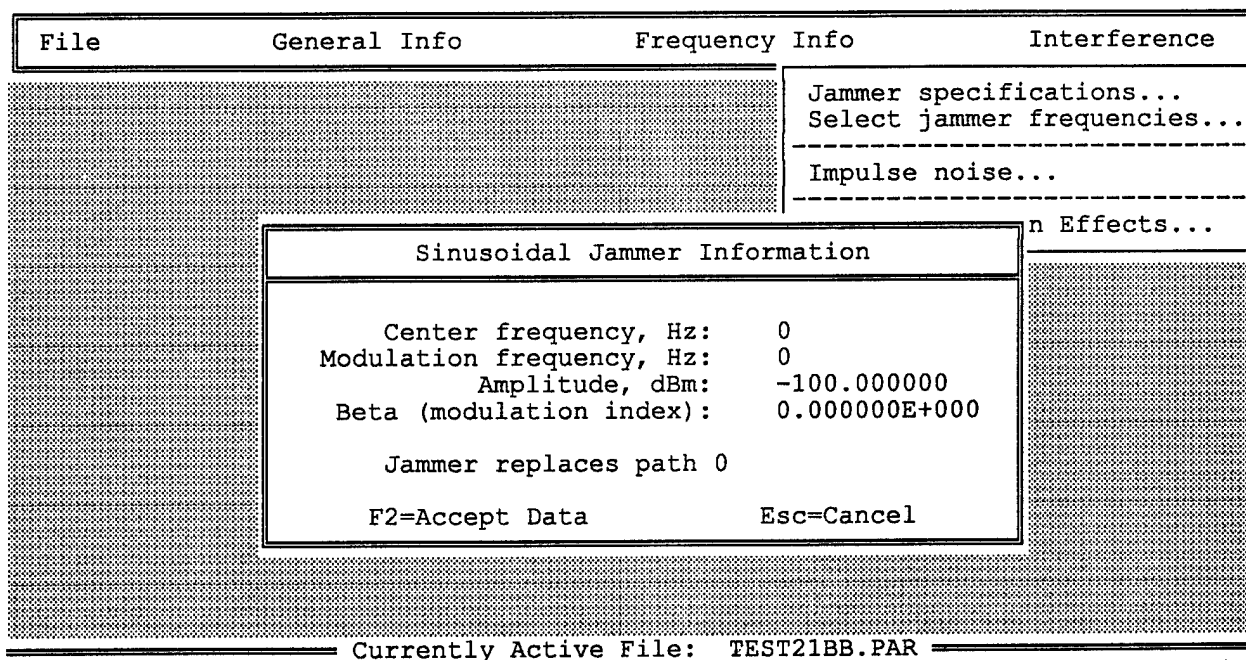 File General Info Frequency Info Interference
Jammer specifications...
Select jammer frequencies...
Impulse noise...
n Effects...
Sinusoidal Jammer Information
Center frequency, Hz: 0
Modulation frequency, Hz: 0
Amplitude, dBm: -100.000000
Beta (modulation index): 0.000000E+000
Jammer replaces path 0
F2=Accept Data Esc=Cancel
Currently Active File: TEST21BB.PAR